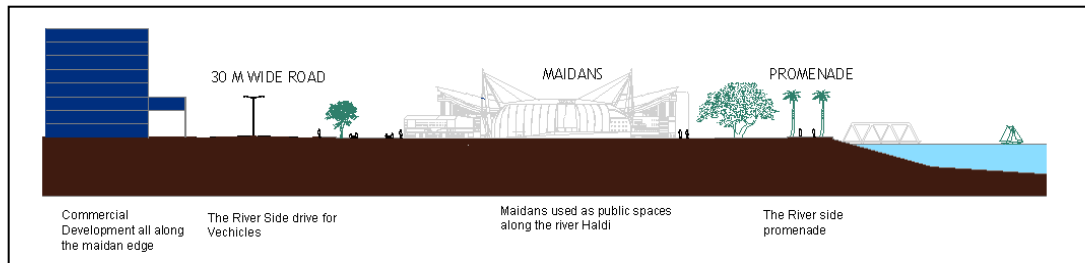 30 M WIDE ROAD
MAIDANS
PROMENADE
Commercial
Development all along
the maidan edge
The River Side drive for
Vechicles
Maidans used as public spaces
along the river Haldi
The River side
promenade